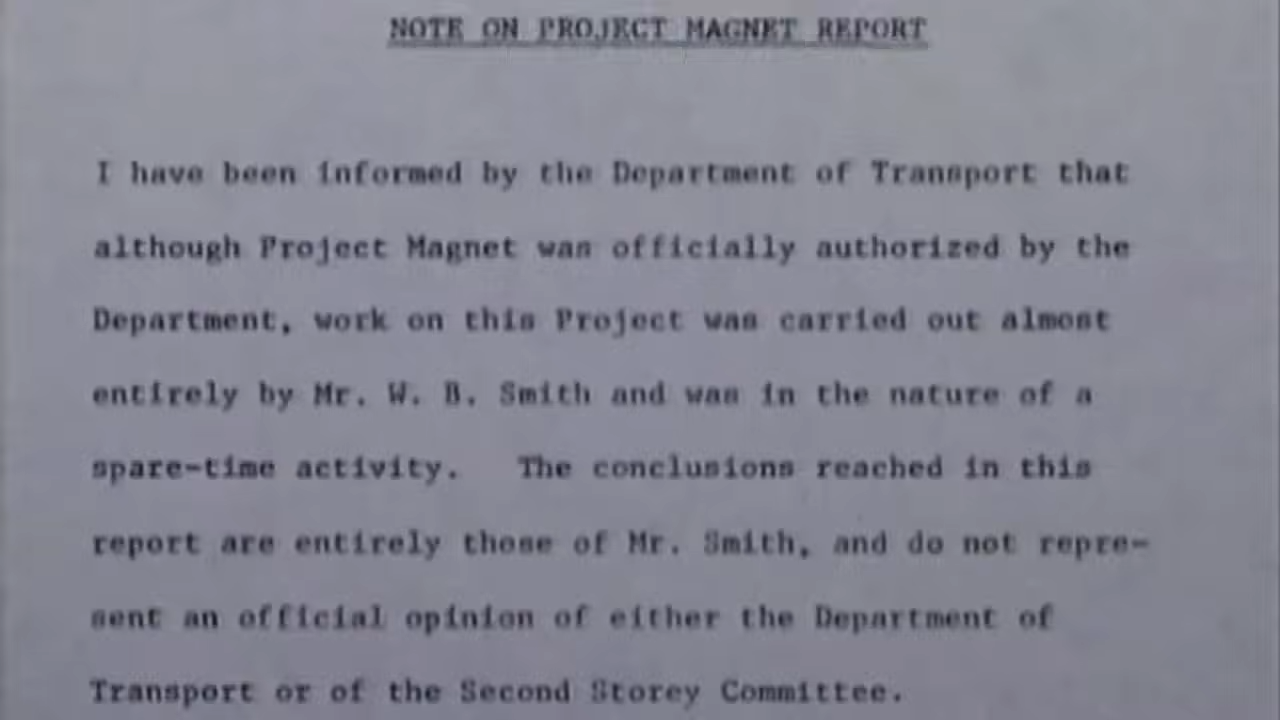 NOTE ON PROJECT MAGNET REPORT
I have been informed by the Department of Transport that
although Project Magnet was officially authorized by the
Department, work on this Project was carried out almost
entirely by Mr. W. B. Smith and was in the nature of a
spare-time activity. The conclusions reached in this
report are entirely those of Mr. Smith, and do not repre-
sent an official opinion of either the Department of
Transport or of the Second Storey Committee.